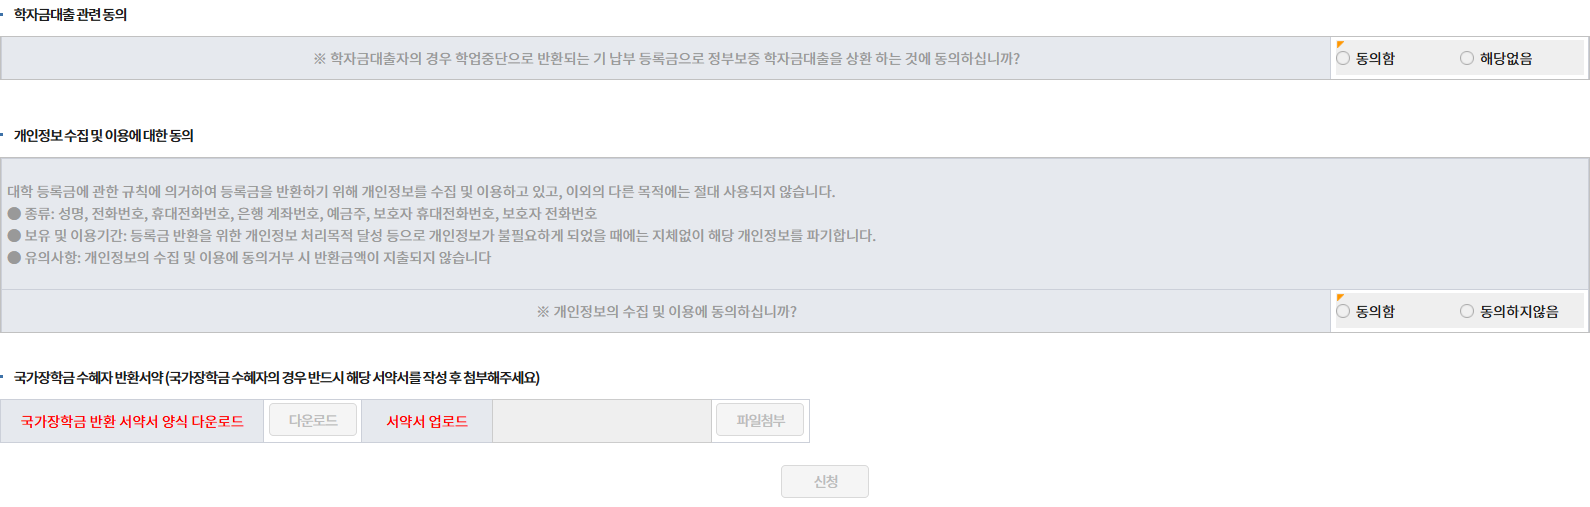 학자금대출 관련 동의
※ 학자금대출자의 경우 학업중단으로 반환되는 기 납부 등록금으로 정부보증 학자금대출을 상환 하는 것에 동의하십니까?
동의함
해당없음
개인정보 수집 및 이용에 대한 동의
대학 등록금에 관한 규칙에 의거하여 등록금을 반환하기 위해 개인정보를 수집 및 이용하고 있고, 이외의 다른 목적에는 절대 사용되지 않습니다.
● 종류: 성명, 전화번호, 휴대전화번호, 은행 계좌번호, 예금주, 보호자 휴대전화번호, 보호자 전화번호
● 보유 및 이용기간: 등록금 반환을 위한 개인정보 처리목적 달성 등으로 개인정보가 불필요하게 되었을 때에는 지체없이 해당 개인정보를 파기합니다.
● 유의사항: 개인정보의 수집 및 이용에 동의거부 시 반환금액이 지출되지 않습니다
※ 개인정보의 수집 및 이용에 동의하십니까?
동의함
동의하지않음
국가장학금 수혜자 반환서약 (국가장학금 수혜자의 경우 반드시 해당 서약서를 작성 후 첨부해주세요)
국가장학금 반환 서약서 양식 다운로드
다운로드
서약서 업로드
파일첨부
신청